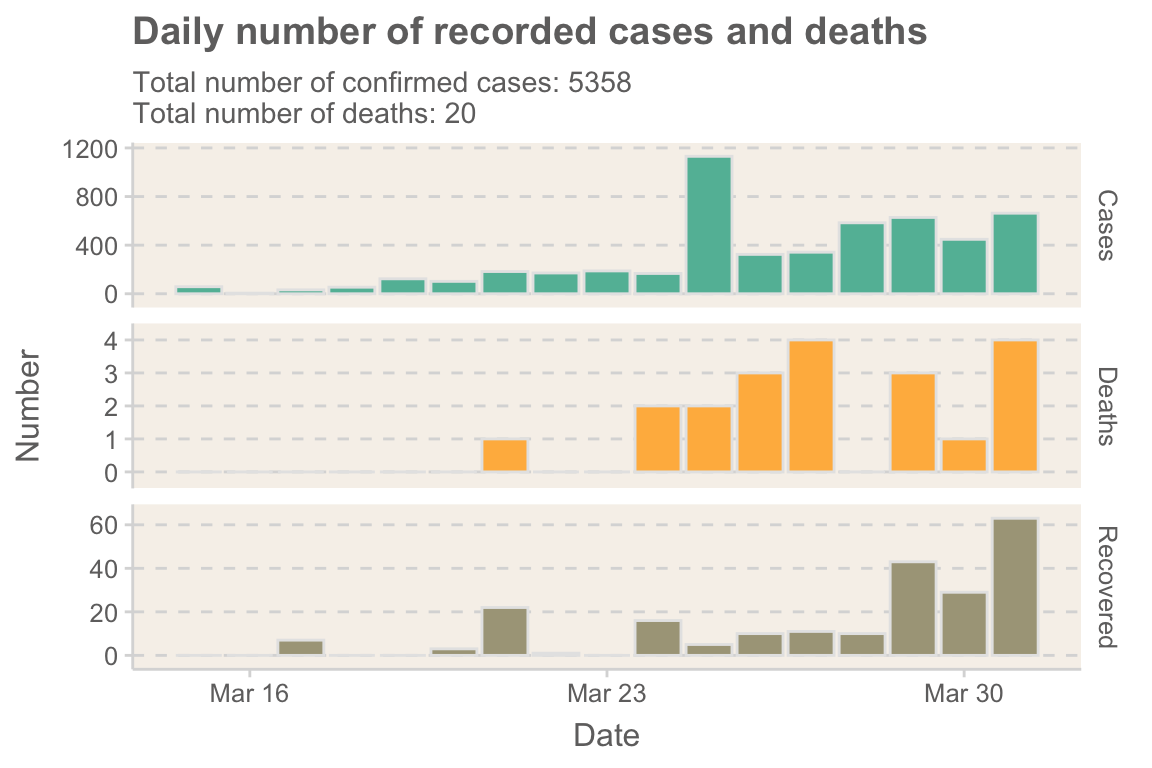 Daily number of recorded cases and deaths
Total number of confirmed cases: 5358
Total number of deaths: 20
1200
800
400
0
Cases
4
3
2
1
0
Deaths
Number
60
40
20
0
Recovered
Mar 16
Mar 23
Mar 30
Date